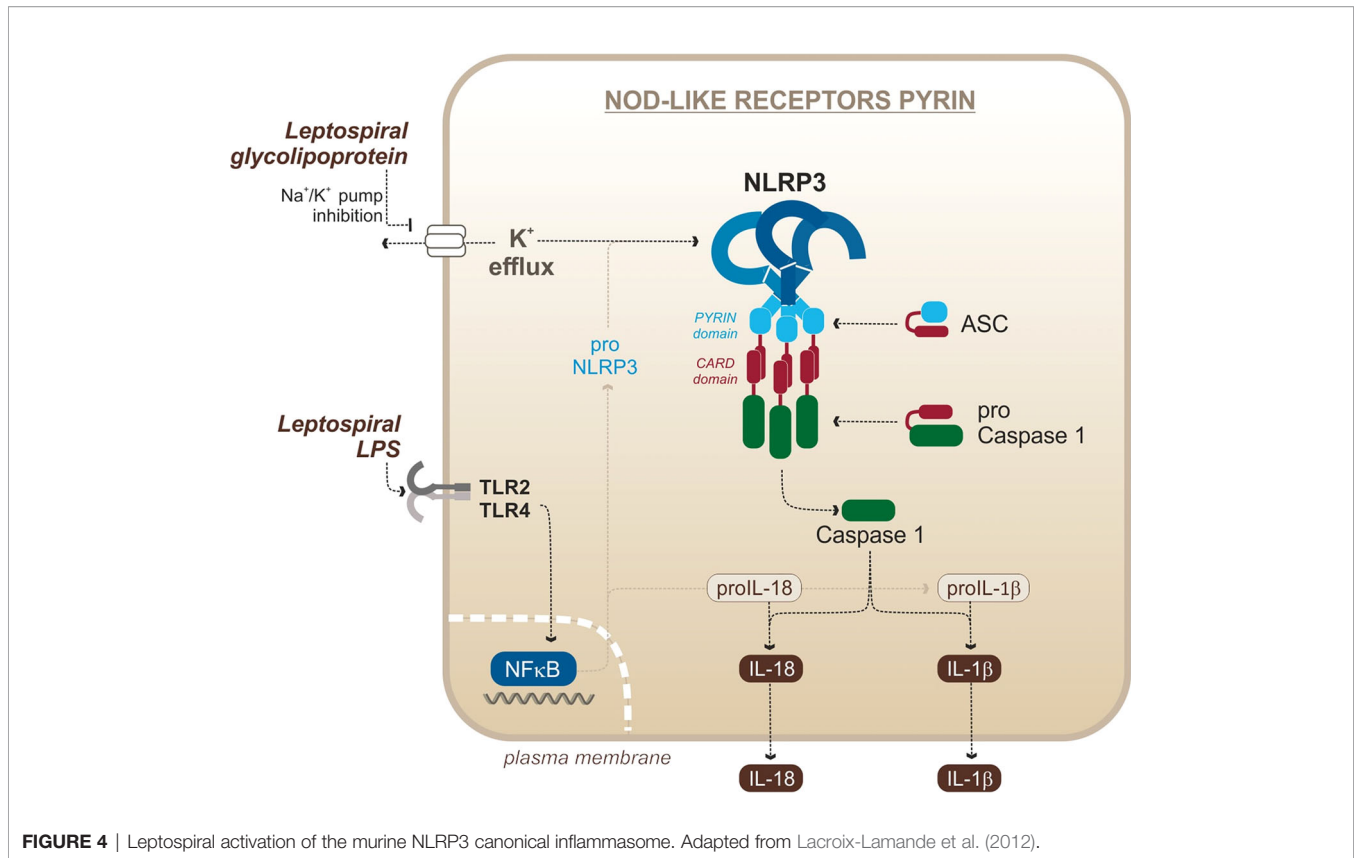 NOD-LIKE RECEPTORS PYRIN
Leptospiral
glycolipoprotein
Na⁺/K⁺ pump
inhibition
K⁺
efflux
NLRP3
PYRIN
domain
ASC
CARD
domain
pro
NLRP3
pro
Caspase 1
Leptospiral
LPS
TLR2
TLR4
Caspase 1
proIL-18
proIL-1β
NFκB
IL-18
IL-1β
plasma membrane
IL-18
IL-1β
FIGURE 4 | Leptospiral activation of the murine NLRP3 canonical inflammasome. Adapted from Lacroix-Lamande et al. (2012).